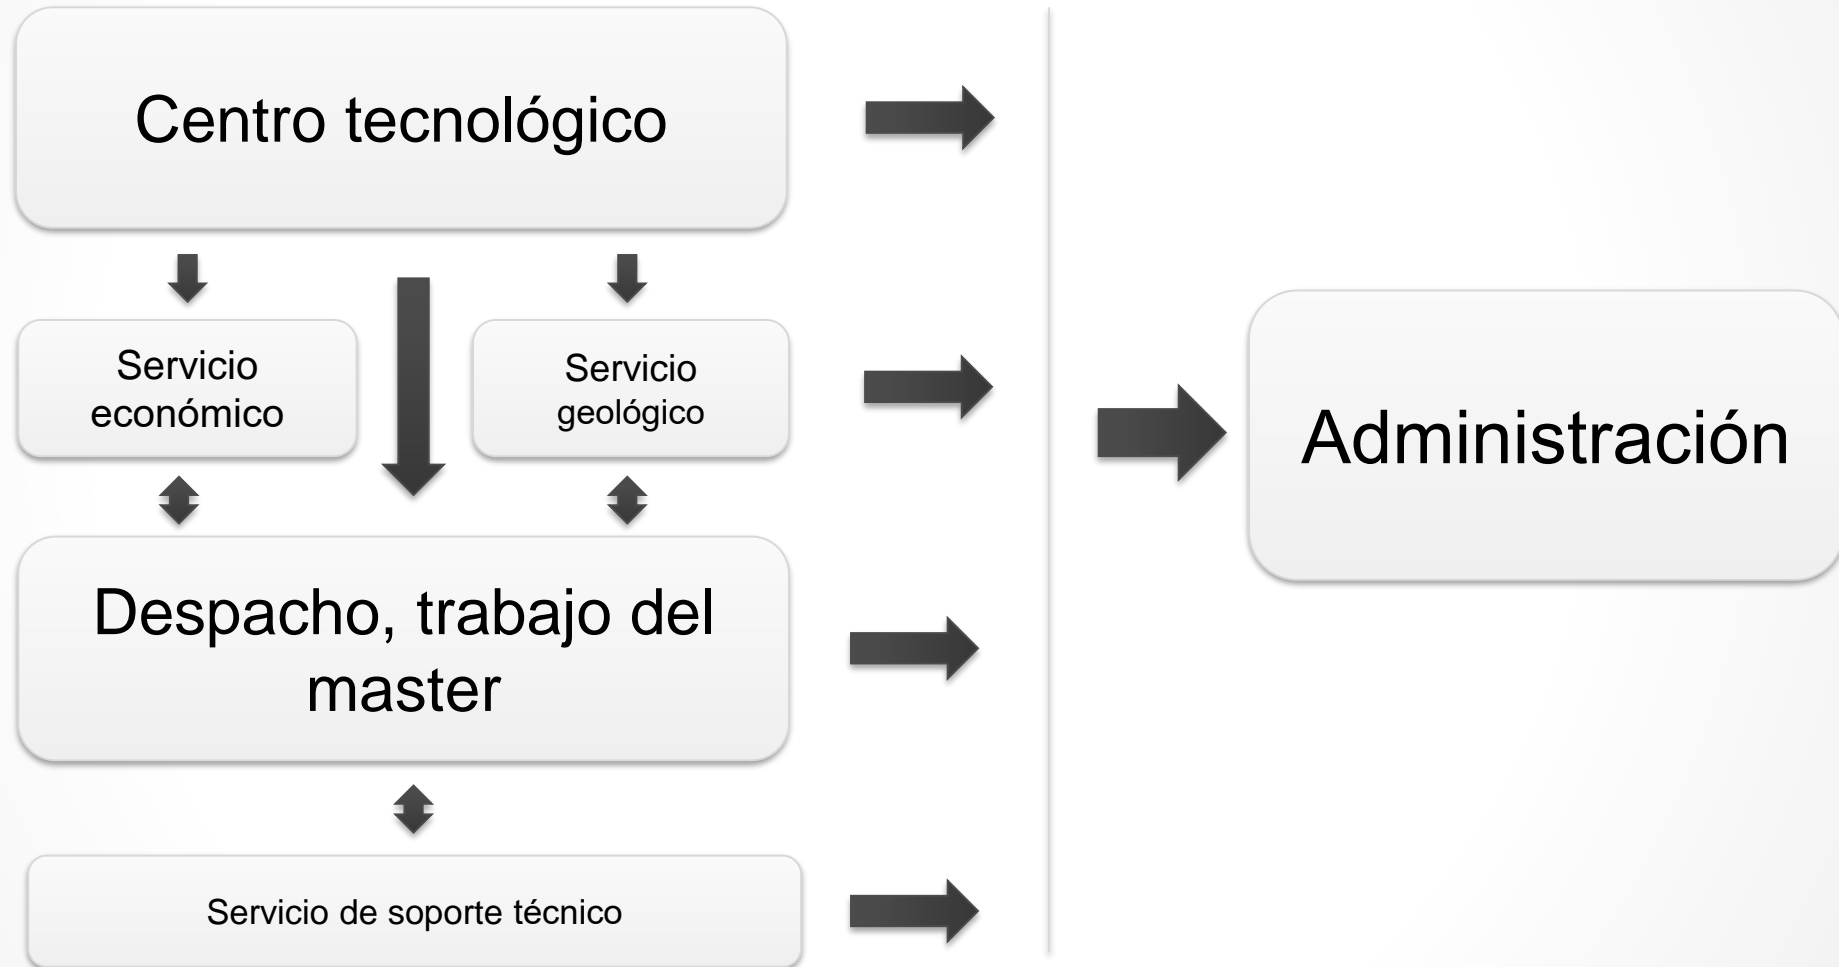 Centro tecnológico
Servicio
económico
Servicio
geológico
Administración
Despacho, trabajo del
master
Servicio de soporte técnico